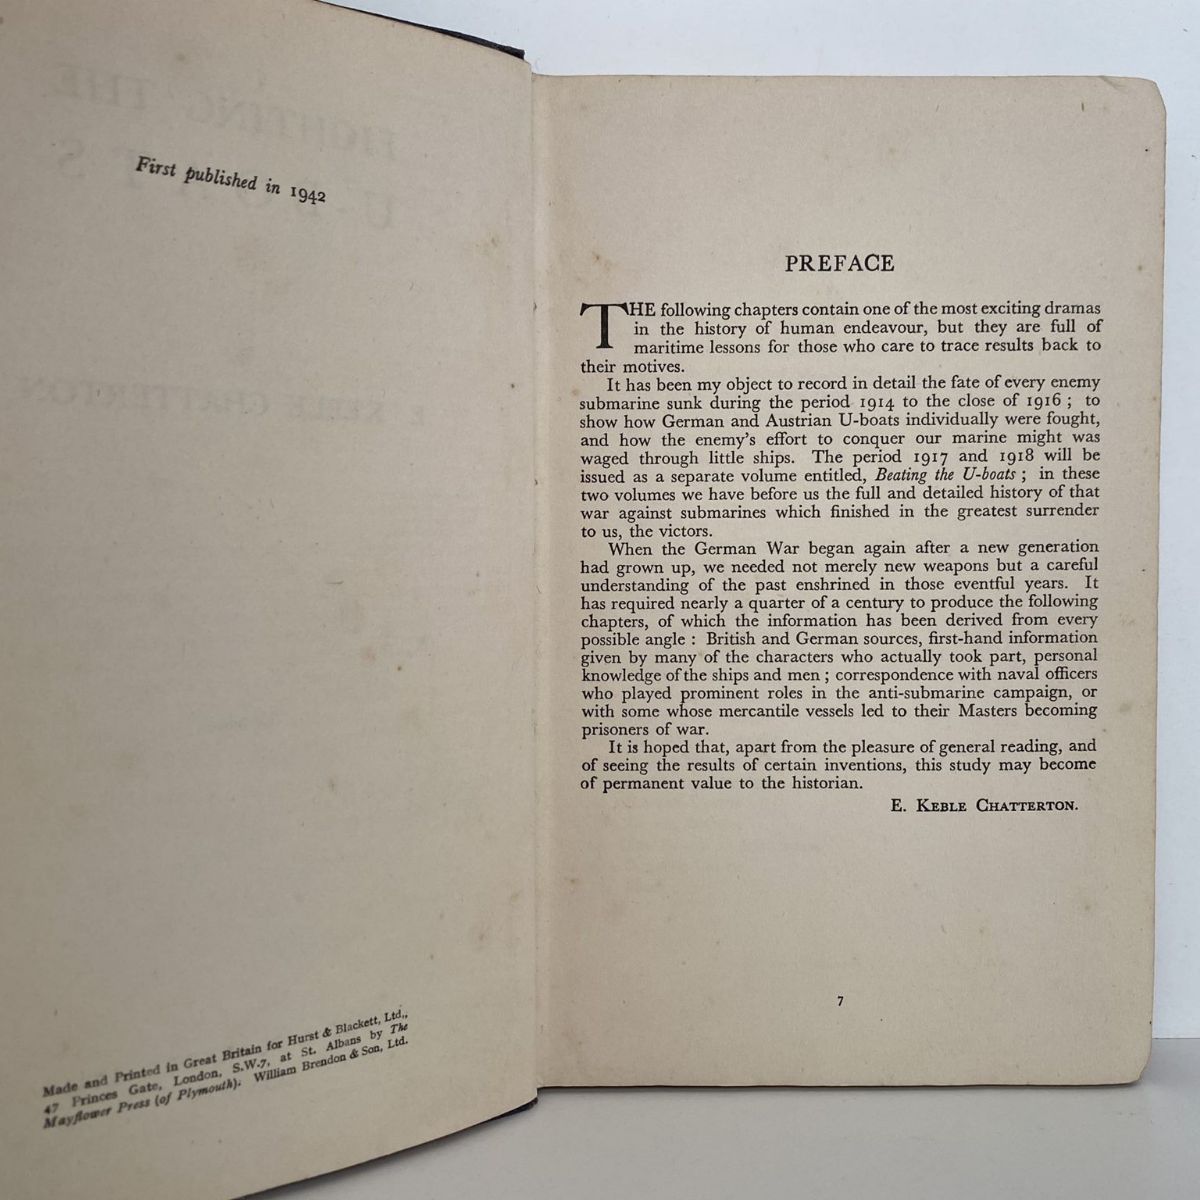 First published in 1942
Made and Printed in Great Britain for Hurst & Blackett, Ltd.,
47 Princes Gate, London, S.W.7, at St. Albans by The
Mayflower Press (of Plymouth). William Brendon & Son, Ltd.
PREFACE
THE following chapters contain one of the most exciting dramas
in the history of human endeavour, but they are full of
maritime lessons for those who care to trace results back to
their motives.
It has been my object to record in detail the fate of every enemy
submarine sunk during the period 1914 to the close of 1916 ; to
show how German and Austrian U-boats individually were fought,
and how the enemy's effort to conquer our marine might was
waged through little ships. The period 1917 and 1918 will be
issued as a separate volume entitled, Beating the U-boats ; in these
two volumes we have before us the full and detailed history of that
war against submarines which finished in the greatest surrender
to us, the victors.
When the German War began again after a new generation
had grown up, we needed not merely new weapons but a careful
understanding of the past enshrined in those eventful years. It
has required nearly a quarter of a century to produce the following
chapters, of which the information has been derived from every
possible angle : British and German sources, first-hand information
given by many of the characters who actually took part, personal
knowledge of the ships and men ; correspondence with naval officers
who played prominent roles in the anti-submarine campaign, or
with some whose mercantile vessels led to their Masters becoming
prisoners of war.
It is hoped that, apart from the pleasure of general reading, and
of seeing the results of certain inventions, this study may become
of permanent value to the historian.
E. KEBLE CHATTERTON.
7